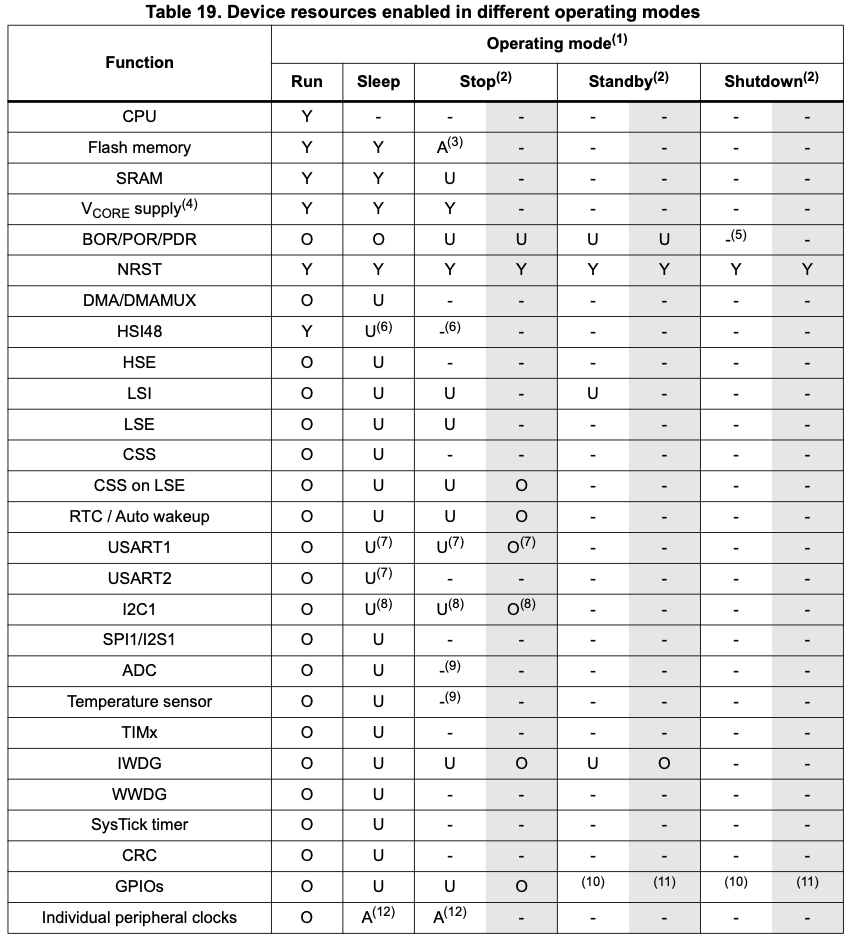 Table 19. Device resources enabled in different operating modes
Function Operating mode(1)
Run Sleep Stop(2) Standby(2) Shutdown(2)
CPU Y - - - - - - -
Flash memory Y Y A(3) - - - - -
SRAM Y Y U - - - - -
VCORE supply(4) Y Y Y - - - - -
BOR/POR/PDR O O U U U U -(5) -
NRST Y Y Y Y Y Y Y Y
DMA/DMAMUX O U - - - - - -
HSI48 Y U(6) -(6) - - - - -
HSE O U - - - - - -
LSI O U U - U - - -
LSE O U U - - - - -
CSS O U - - - - - -
CSS on LSE O U U O - - - -
RTC / Auto wakeup O U U O - - - -
USART1 O U(7) U(7) O(7) - - - -
USART2 O U(7) - - - - - -
I2C1 O U(8) U(8) O(8) - - - -
SPI1/I2S1 O U - - - - - -
ADC O U -(9) - - - - -
Temperature sensor O U -(9) - - - - -
TIMx O U - - - - - -
IWDG O U U O U O - -
WWDG O U - - - - - -
SysTick timer O U - - - - - -
CRC O U - - - - - -
GPIOs O U U O (10) (11) (10) (11)
Individual peripheral clocks O A(12) A(12) - - - - -